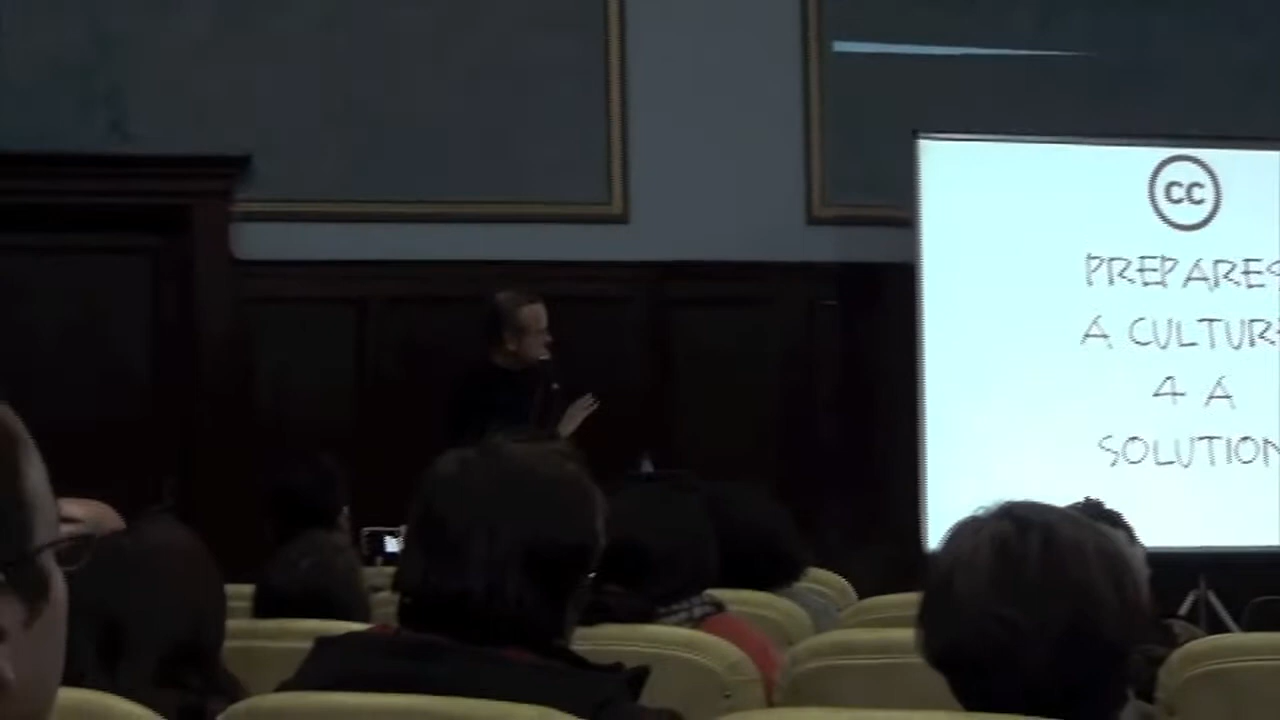 cc
PREPARES
A CULTURE
4 A
SOLUTION